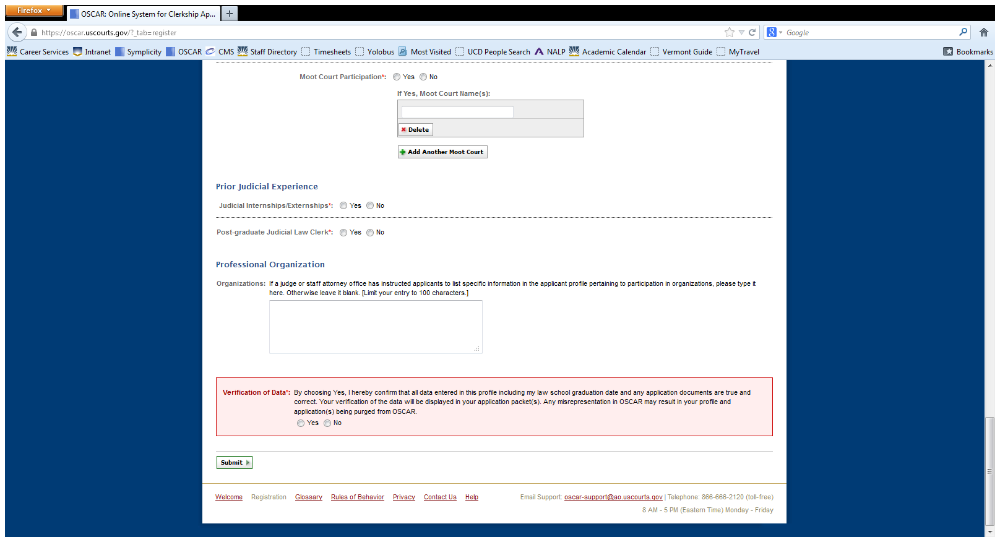 Firefox
OSCAR: Online System for Clerkship Ap...
https://oscar.uscourts.gov/?_tab=register
Google
Career Services Intranet Symplicity OSCAR CMS Staff Directory Timesheets Yolobus Most Visited UCD People Search NALP Academic Calendar Vermont Guide MyTravel Bookmarks
Moot Court Participation*: Yes No
If Yes, Moot Court Name(s):
Delete
Add Another Moot Court
Prior Judicial Experience
Judicial Internships/Externships*: Yes No
Post-graduate Judicial Law Clerk*: Yes No
Professional Organization
Organizations: If a judge or staff attorney office has instructed applicants to list specific information in the applicant profile pertaining to participation in organizations, please type it
here. Otherwise leave it blank. [Limit your entry to 100 characters.]
Verification of Data*: By choosing Yes, I hereby confirm that all data entered in this profile including my law school graduation date and any application documents are true and
correct. Your verification of the data will be displayed in your application packet(s). Any misrepresentation in OSCAR may result in your profile and
application(s) being purged from OSCAR.
Yes No
Submit
Welcome Registration Glossary Rules of Behavior Privacy Contact Us Help Email Support: oscar-support@ao.uscourts.gov | Telephone: 866-666-2120 (toll-free)
8 AM - 5 PM (Eastern Time) Monday - Friday